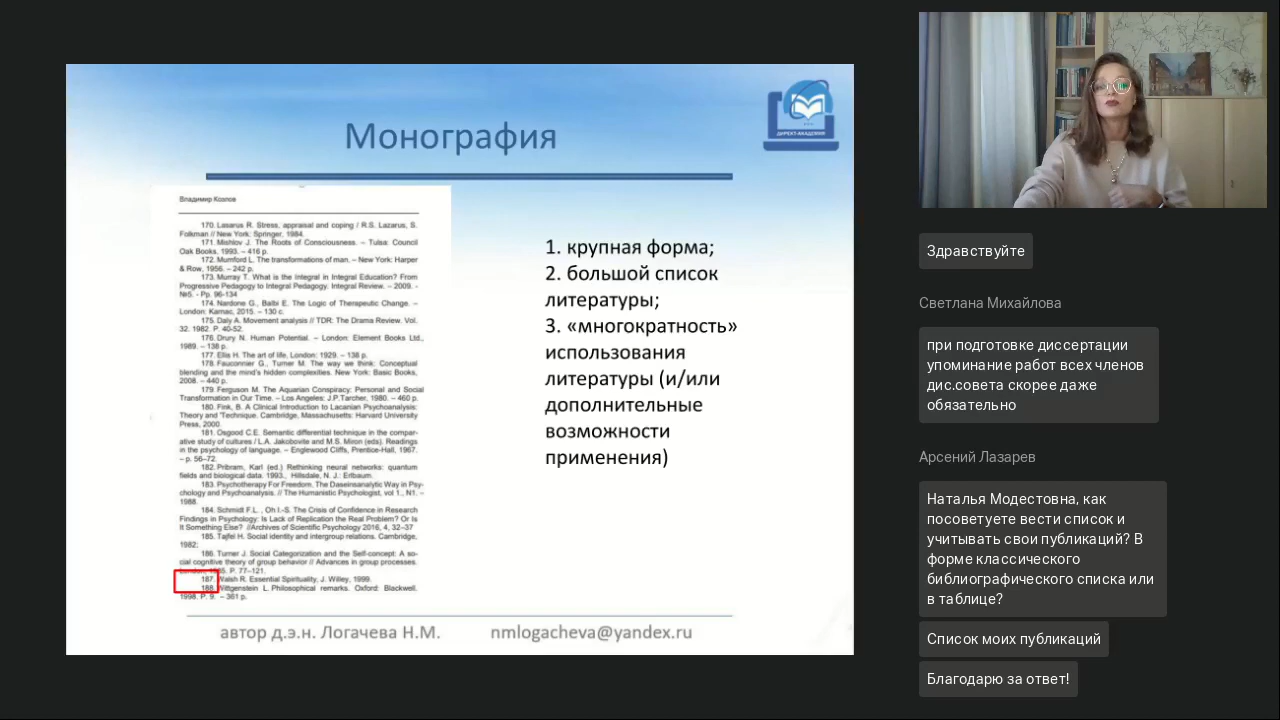 Монография
ДИРЕКТ-АКАДЕМИЯ
Владимир Козлов
170. Lasarus R. Stress, appraisal and coping / R.S. Lazarus, S.
Folkman // New York: Springer, 1984.
171. Mishlov J. The Roots of Consciousness. – Tulsa: Council
Oak Books, 1993. – 416 p.
172. Mumford L. The transformations of man. – New York: Harper
& Row, 1956. – 242 p.
173. Murray T. What is the Integral in Integral Education? From
Progressive Pedagogy to Integral Pedagogy. Integral Review. – 2009. -
№5. - Pp. 96-134.
174. Nardone G., Balbi E. The Logic of Therapeutic Change. –
London: Karnac, 2015. – 130 c.
175. Daly A. Movement analysis // TDR: The Drama Review. Vol.
32. 1982. P. 40-52.
176. Drury N. Human Potential. – London: Element Books Ltd.,
1989. – 138 p.
177. Ellis H. The art of life, London: 1929. – 138 p.
178. Fauconnier G., Turner M. The way we think: Conceptual
blending and the mind's hidden complexities. New York: Basic Books,
2008. – 440 p.
179. Ferguson M. The Aquarian Conspiracy: Personal and Social
Transformation in Our Time. – Los Angeles: J.P.Tarcher, 1980. – 460 p.
180. Fink, B. A Clinical Introduction to Lacanian Psychoanalysis:
Theory and Technique. Cambridge, Massachusetts: Harvard University
Press, 2000.
181. Osgood C.E. Semantic differential technique in the compar-
ative study of cultures / L.A. Jakobovite and M.S. Miron (eds). Readings
in the psychology of language. – Englewood Cliffs, Prentice-Hall, 1967.
– p. 56–72.
182. Pribram, Karl (ed.) Rethinking neural networks: quantum
fields and biological data. 1993., Hillsdale, N. J.: Erlbaum.
183. Psychotherapy For Freedom. The Daseinsanalytic Way in Psy-
chology and Psychoanalysis. // The Humanistic Psychologist, vol 1., N1. –
1988.
184. Schmidt F.L. , Oh I.-S. The Crisis of Confidence in Research
Findings in Psychology: Is Lack of Replication the Real Problem? Or Is
It Something Else? //Archives of Scientific Psychology 2016, 4, 32–37
185. Tajfel H. Social identity and intergroup relations. Cambridge,
1982;
186. Turner J. Social Categorization and the Self-concept: A so-
cial cognitive theory of group behavior // Advances in group processes.
London, 1985. P. 77–121.
187. Walsh R. Essential Spirituality, J. Willey, 1999.
188. Wittgenstein L. Philosophical remarks. Oxford: Blackwell.
1998. P. 9. – 381 p.
1. крупная форма;
2. большой список
литературы;
3. «многократность»
использования
литературы (и/или
дополнительные
возможности
применения)
автор д.э.н. Логачева Н.М. nmlogacheva@yandex.ru
Здравствуйте
Светлана Михайлова
при подготовке диссертации
упоминание работ всех членов
дис.совета скорее даже
обязательно
Арсений Лазарев
Наталья Модестовна, как
посоветуете вести список и
учитывать свои публикаций? В
форме классического
библиографического списка или
в таблице?
Список моих публикаций
Благодарю за ответ!